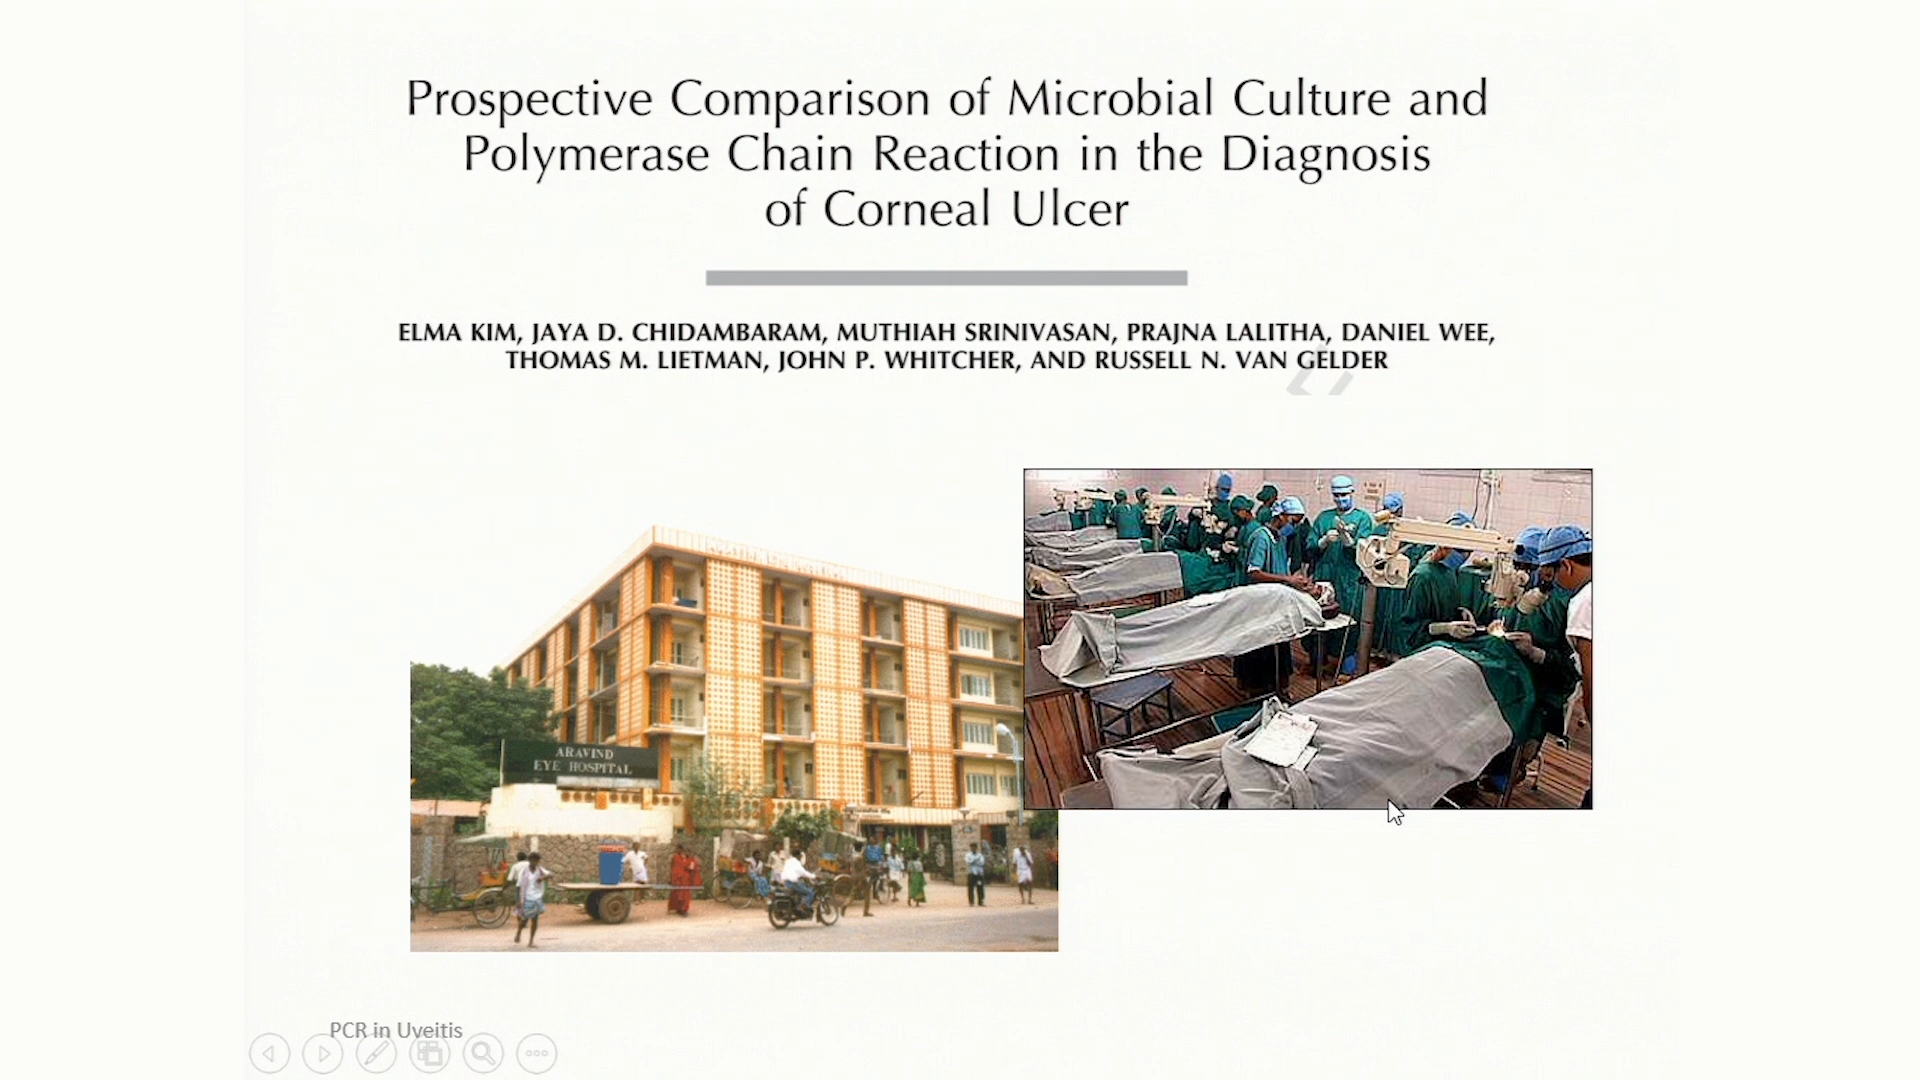 Prospective Comparison of Microbial Culture and
Polymerase Chain Reaction in the Diagnosis
of Corneal Ulcer
ELMA KIM, JAYA D. CHIDAMBARAM, MUTHIAH SRINIVASAN, PRAJNA LALITHA, DANIEL WEE,
THOMAS M. LIETMAN, JOHN P. WHITCHER, AND RUSSELL N. VAN GELDER
ARAVIND
EYE HOSPITAL
PCR in Uveitis